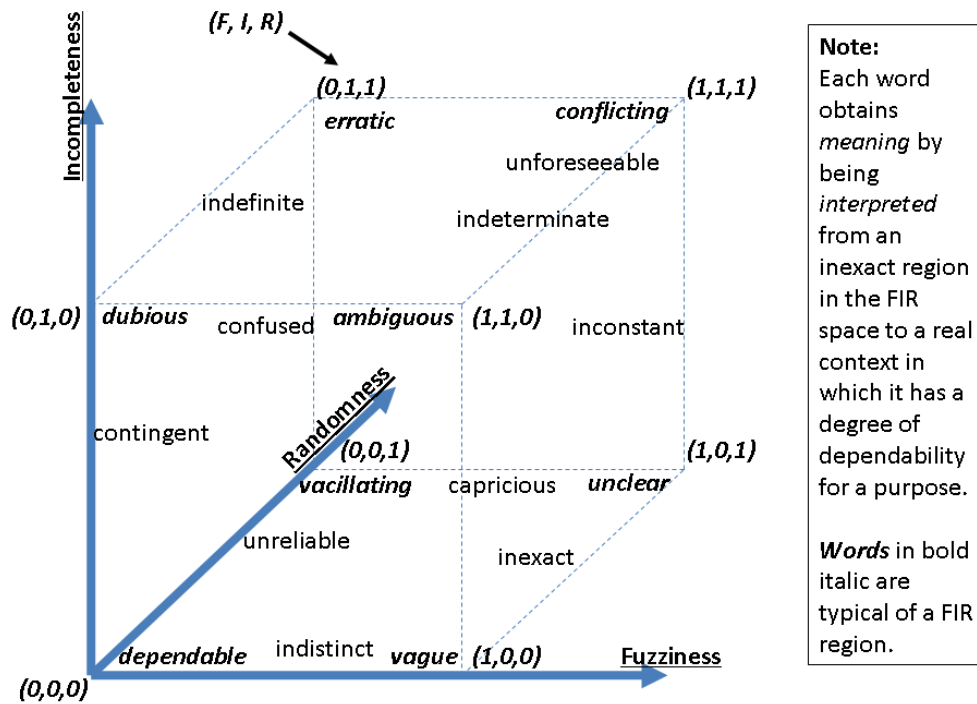 (F, I, R)
Incompleteness
(0,1,1)
(1,1,1)
erratic
conflicting
unforeseeable
indefinite
indeterminate
(0,1,0)
dubious
confused
ambiguous
(1,1,0)
inconstant
contingent
Randomness
(0,0,1)
(1,0,1)
vacillating
capricious
unclear
unreliable
inexact
dependable
indistinct
vague
(1,0,0)
Fuzziness
(0,0,0)
Note:
Each word
obtains
meaning by
being
interpreted
from an
inexact region
in the FIR
space to a real
context in
which it has a
degree of
dependability
for a purpose.
Words in bold
italic are
typical of a FIR
region.